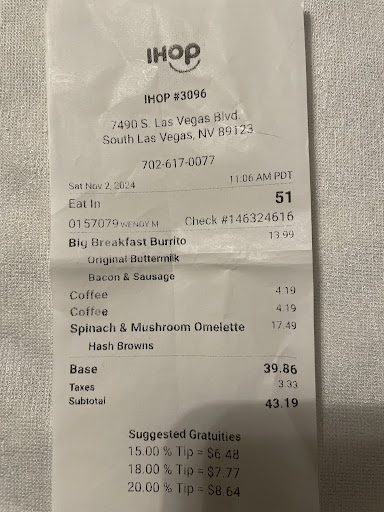 IHOP
IHOP #3096
7490 S. Las Vegas Blvd.
South Las Vegas, NV 89123
702-617-0077
Sat Nov 2, 2024 11:06 AM PDT
Eat In 51
0157079 WENDY M Check #146324616
Big Breakfast Burrito 13.99
Original Buttermilk
Bacon & Sausage
Coffee 4.19
Coffee 4.19
Spinach & Mushroom Omelette 17.49
Hash Browns
Base 39.86
Taxes 3.33
Subtotal 43.19
Suggested Gratuities
15.00 % Tip = $6.48
18.00 % Tip = $7.77
20.00 % Tip = $8.64